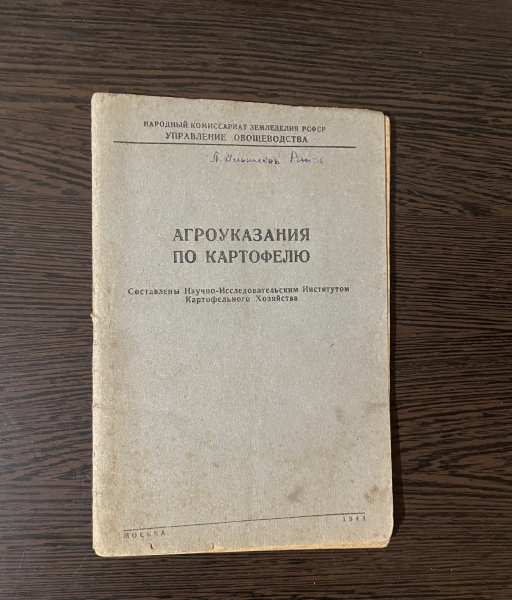 НАРОДНЫЙ КОМИССАРИАТ ЗЕМЛЕДЕЛИЯ РСФСР
УПРАВЛЕНИЕ ОВОЩЕВОДСТВА
АГРОУКАЗАНИЯ
ПО КАРТОФЕЛЮ
Составлены Научно-Исследовательским Институтом
Картофельного Хозяйства
МОСКВА